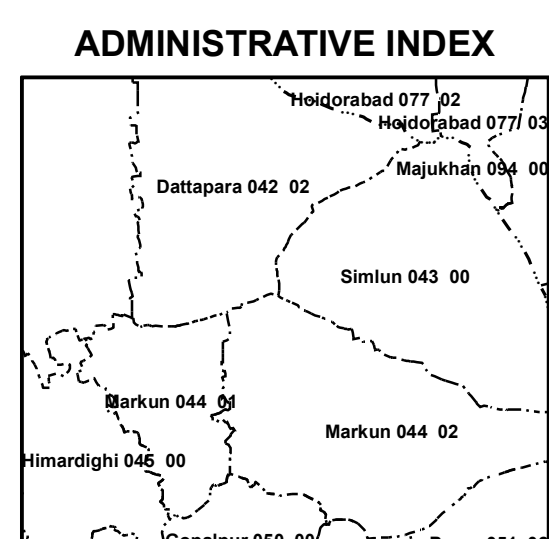 ADMINISTRATIVE INDEX
Hoidorabad 077 02
Hoidorabad 077 03
Majukhan 094 00
Dattapara 042 02
Simlun 043 00
Markun 044 01
Markun 044 02
Himardighi 045 00